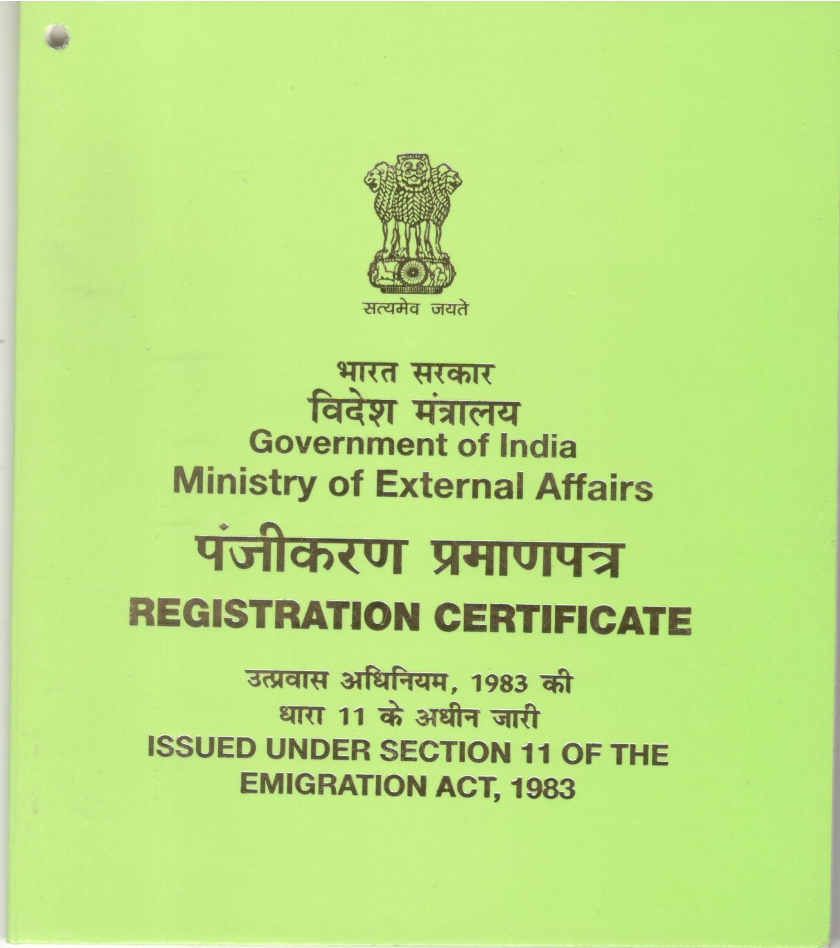 सत्यमेव जयते
भारत सरकार
विदेश मंत्रालय
Government of India
Ministry of External Affairs
पंजीकरण प्रमाणपत्र
REGISTRATION CERTIFICATE
उत्प्रवास अधिनियम, 1983 की
धारा 11 के अधीन जारी
ISSUED UNDER SECTION 11 OF THE
EMIGRATION ACT, 1983